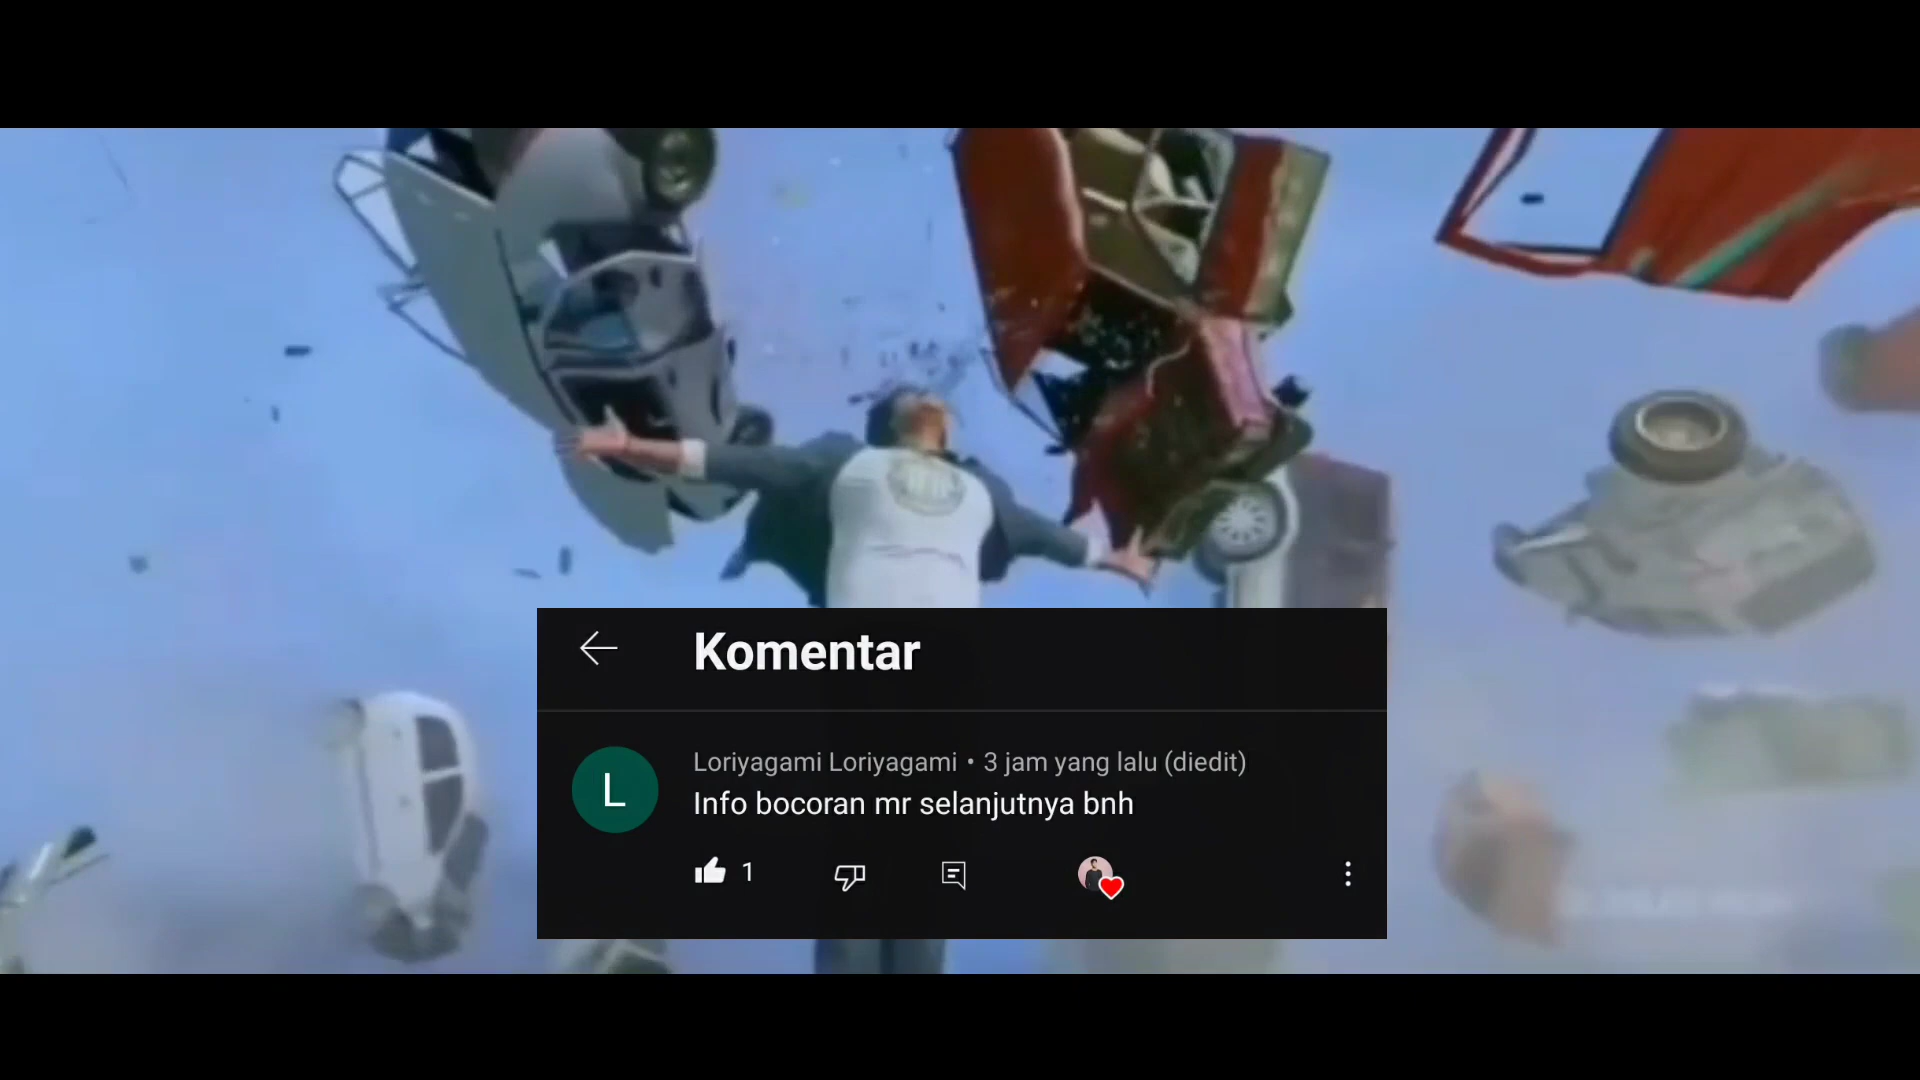 Komentar
L
Loriyagami Loriyagami • 3 jam yang lalu (diedit)
Info bocoran mr selanjutnya bnh
1